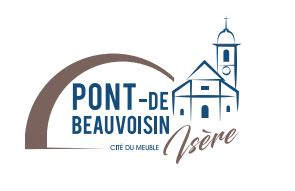 PONT-DE
BEAUVOISIN
Isère
CITÉ DU MEUBLE